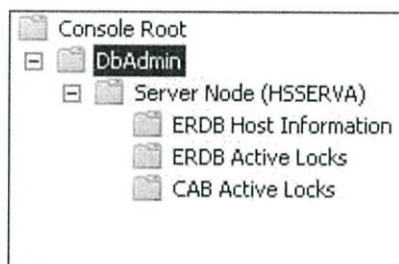 Console Root
DbAdmin
Server Node (HSSERVA)
ERDB Host Information
ERDB Active Locks
CAB Active Locks